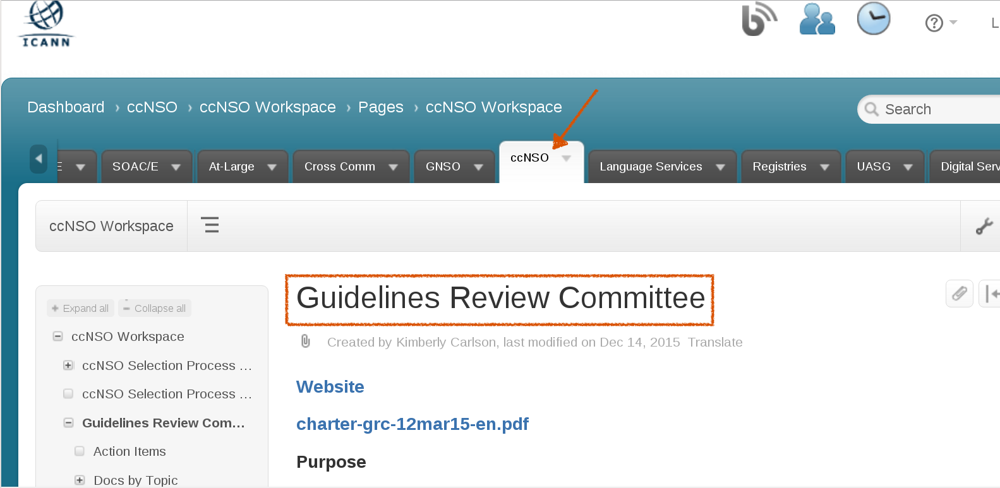 ICANN
L
Dashboard › ccNSO › ccNSO Workspace › Pages › ccNSO Workspace
Search
E
SOAC/E
At-Large
Cross Comm
GNSO
ccNSO
Language Services
Registries
UASG
Digital Serv
ccNSO Workspace
Guidelines Review Committee
Created by Kimberly Carlson, last modified on Dec 14, 2015 Translate
Website
charter-grc-12mar15-en.pdf
Purpose
Expand all
Collapse all
ccNSO Workspace
ccNSO Selection Process ...
ccNSO Selection Process ...
Guidelines Review Com...
Action Items
Docs by Topic